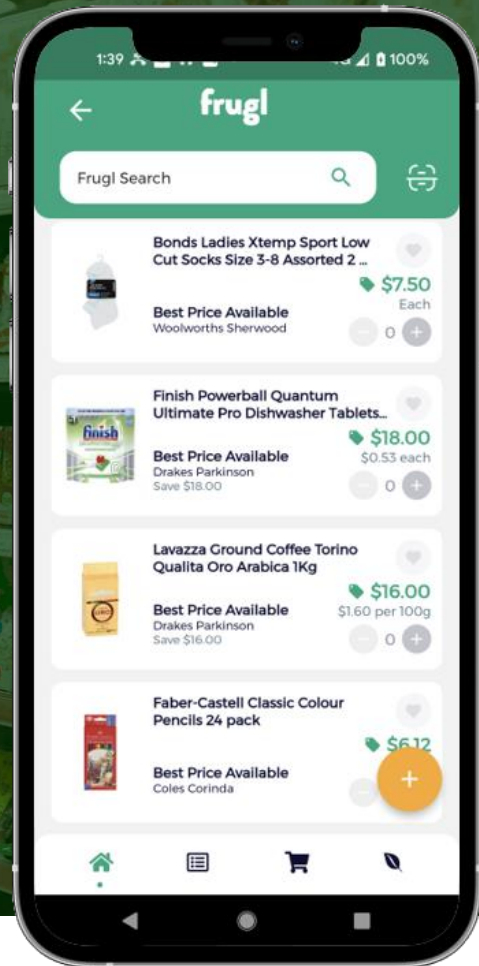 1:39
100%
frugl
Frugl Search
Bonds Ladies Xtemp Sport Low
Cut Socks Size 3-8 Assorted 2 ...
$7.50
Each
Best Price Available
Woolworths Sherwood
0
Finish Powerball Quantum
Ultimate Pro Dishwasher Tablets...
$18.00
finish
Best Price Available
$0.53 each
Drakes Parkinson
Save $18.00
0
Lavazza Ground Coffee Torino
Qualita Oro Arabica 1Kg
$16.00
Best Price Available
$1.60 per 100g
Drakes Parkinson
Save $16.00
0
Faber-Castell Classic Colour
Pencils 24 pack
$6.12
Best Price Available
Coles Corinda